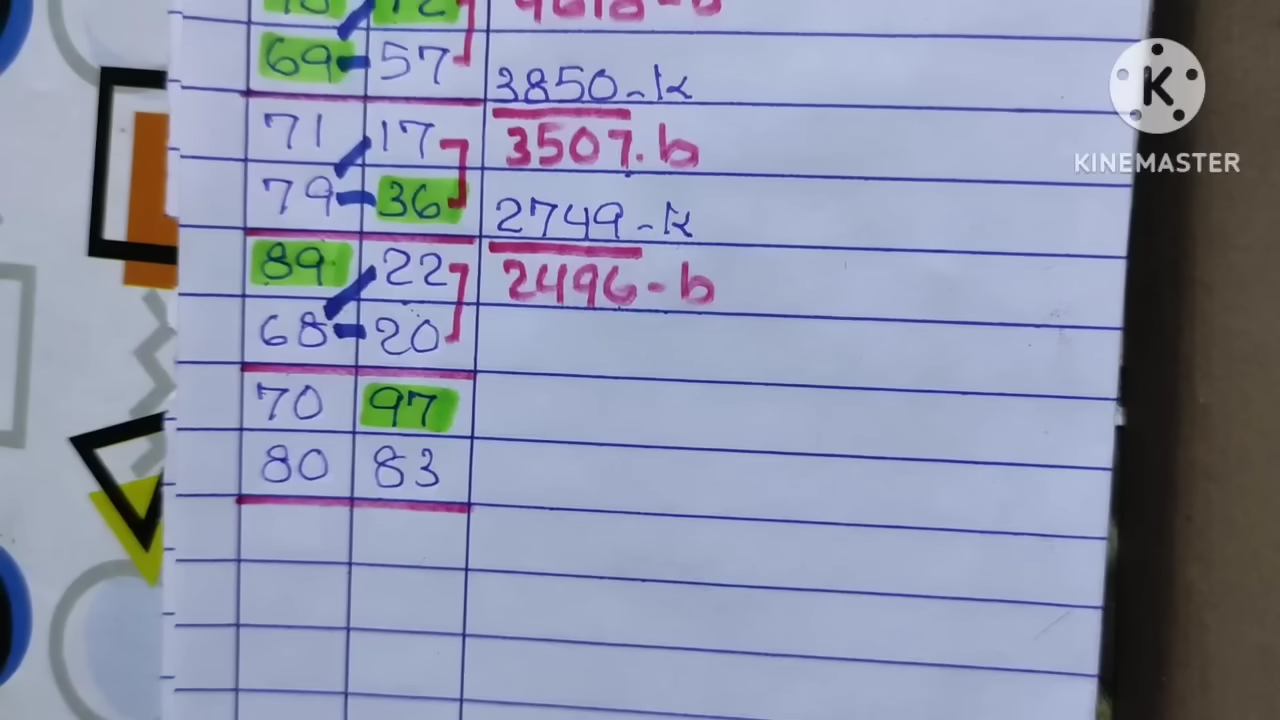 69-57
3850-k
71 17
3507.b
79-36
2749-k
89 22
2496-b
68-20
70 97
80 83
K
KINEMASTER